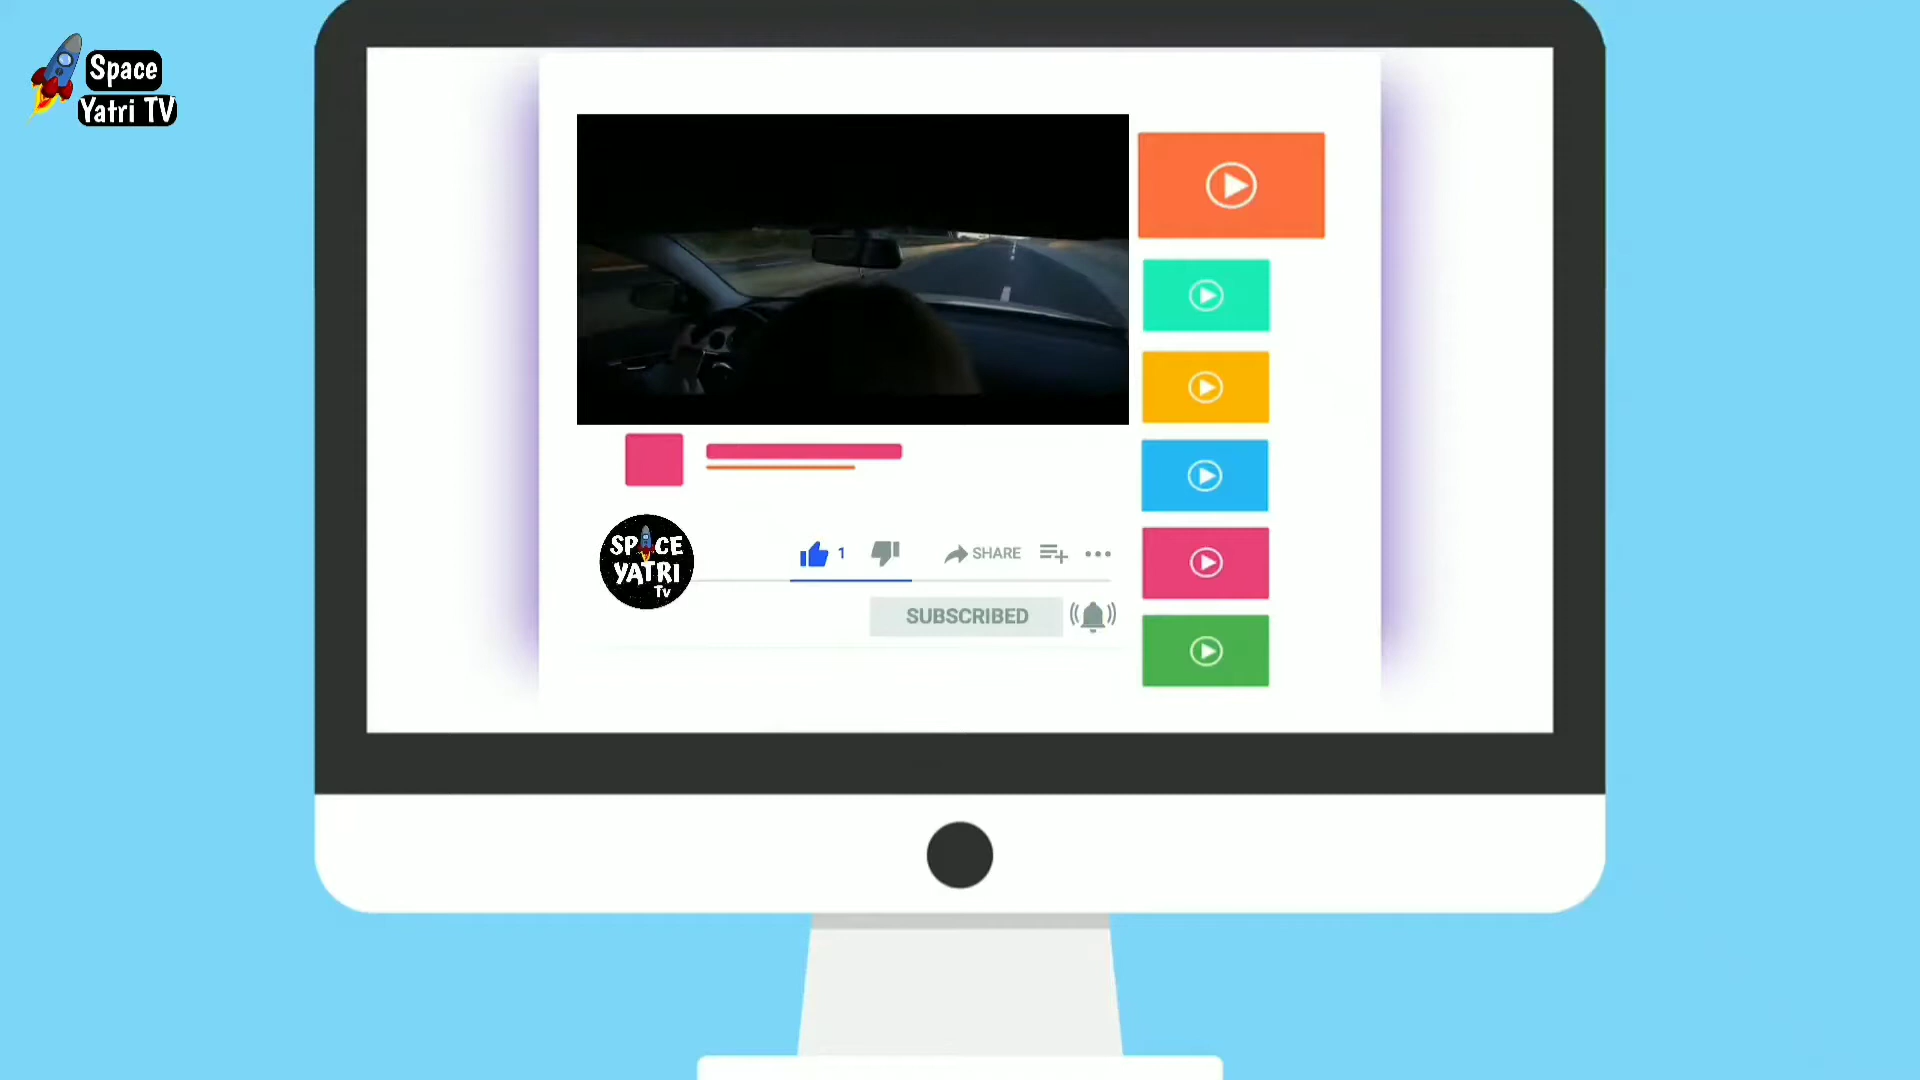 Space
Yatri TV
SPACE
YATRI
Tv
1
SHARE
SUBSCRIBED